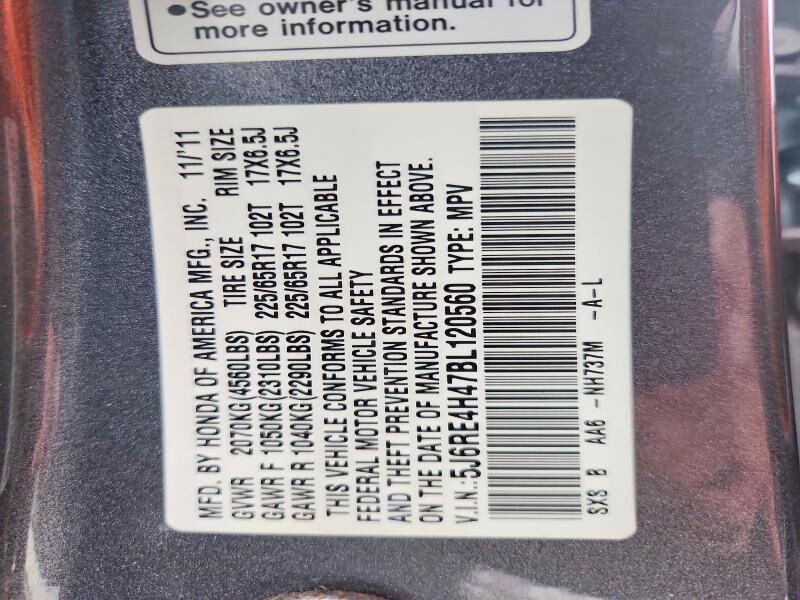 ●See owner's manual for
more information.
MFD. BY HONDA OF AMERICA MFG., INC. 11/'11
GVWR 2070KG(4560LBS) TIRE SIZE RIM SIZE
GAWR F 1050KG(2310LBS) 225/65R17 102T 17X6.5J
GAWR R 1040KG(2290LBS) 225/65R17 102T 17X6.5J
THIS VEHICLE CONFORMS TO ALL APPLICABLE
FEDERAL MOTOR VEHICLE SAFETY
AND THEFT PREVENTION STANDARDS IN EFFECT
ON THE DATE OF MANUFACTURE SHOWN ABOVE.
V.I.N.:5J6RE4H47BL120560 TYPE: MPV
SXS B AA6 -NH737M -A-L